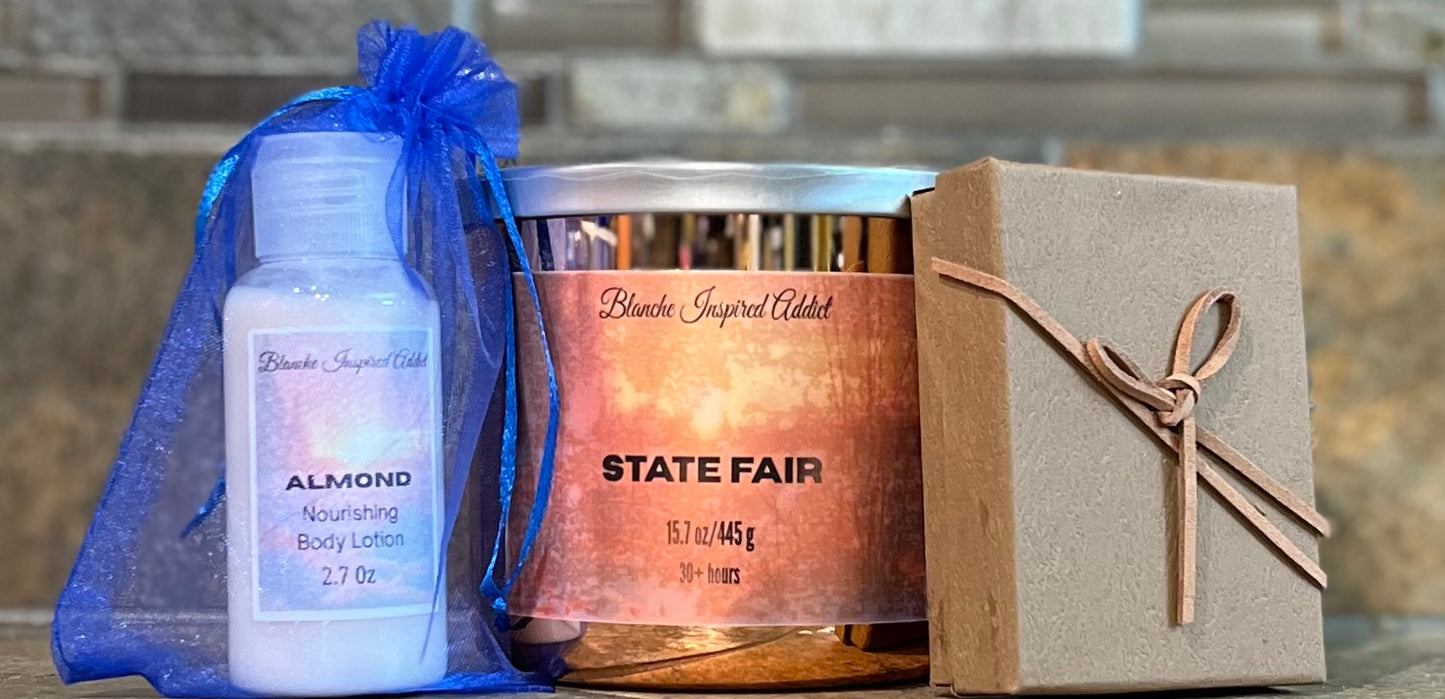 Blanche Inspired Addict
ALMOND
Nourishing
Body Lotion
2.7 Oz
Blanche Inspired Addict
STATE FAIR
15.7 oz/445 g
30+ hours